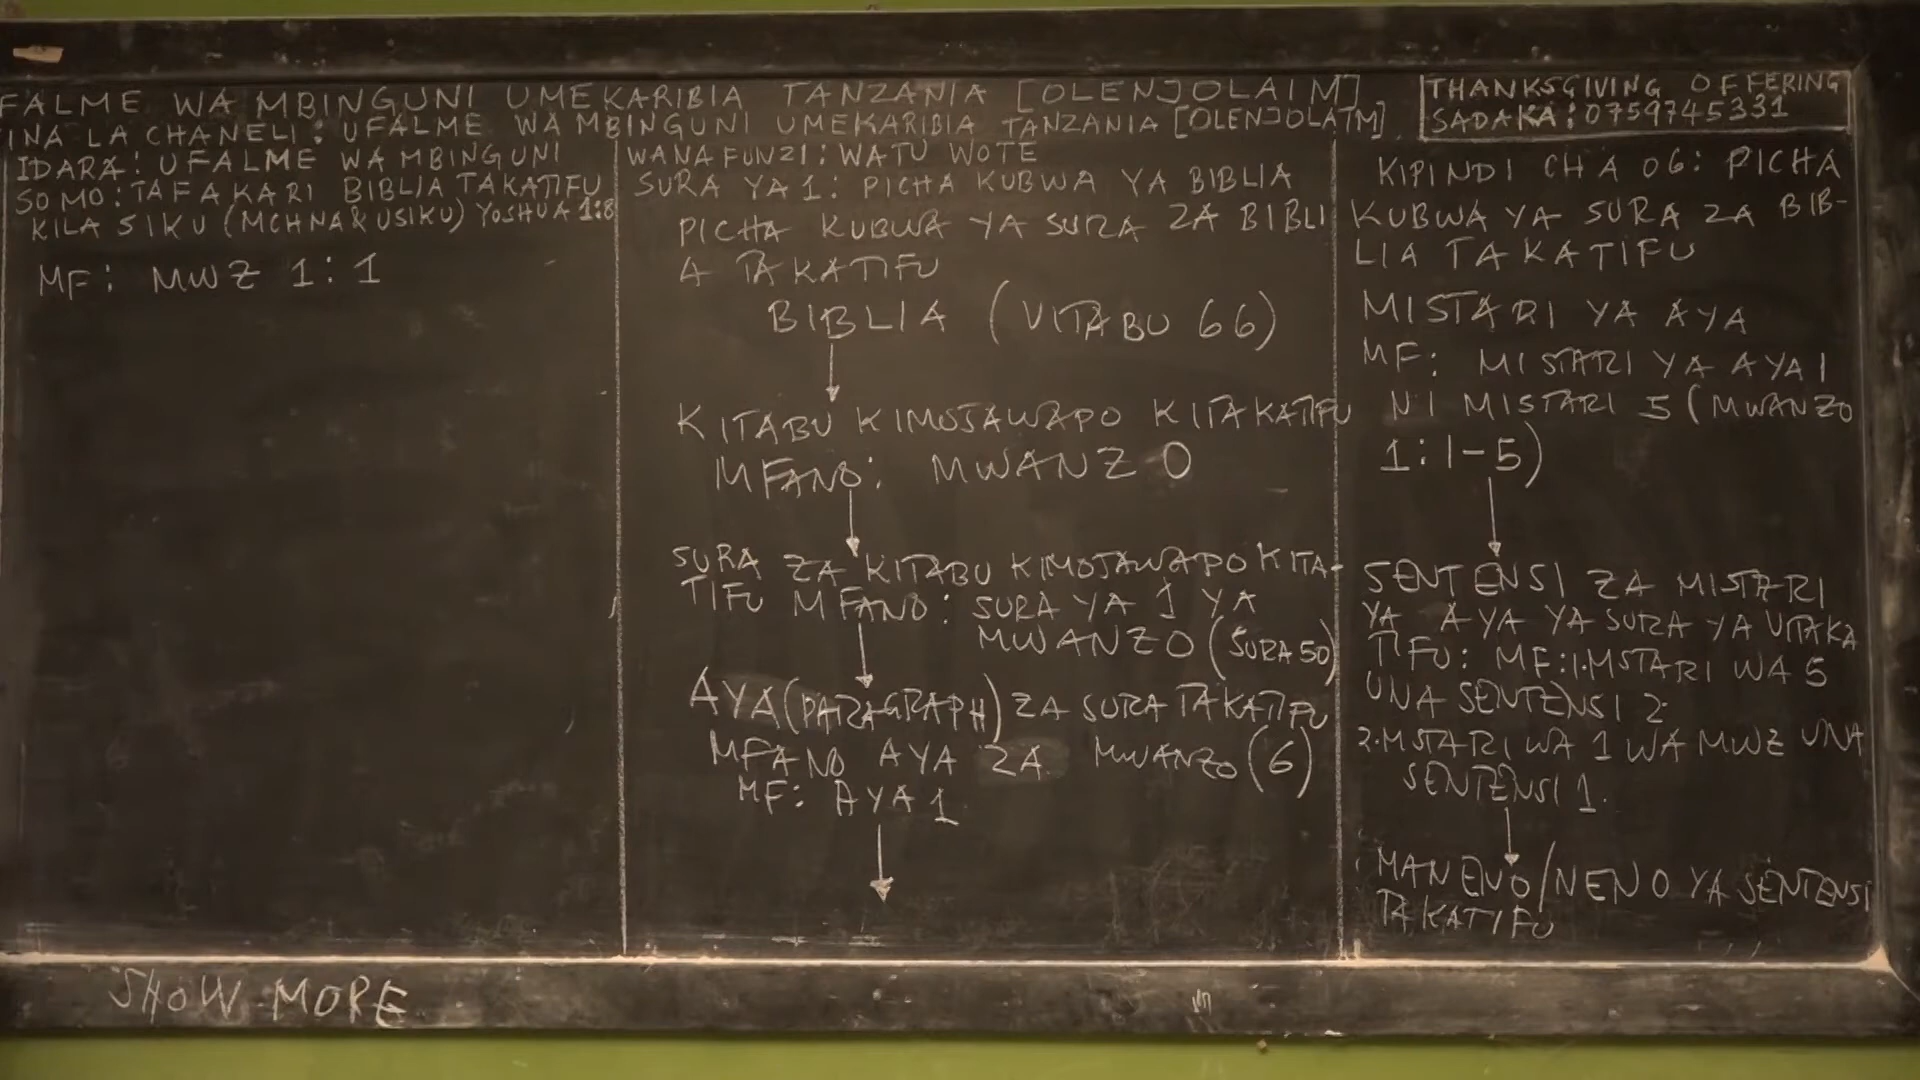 FALME WA MBINGUNI UMEKARIBIA TANZANIA [OLENJOLAIM]
INA LA CHANELI: UFALME WA MBINGUNI UMEKARIBIA TANZANIA [OLENJOLAIM]
THANKSGIVING OFFERING
SADAKA: 0759745331
IDARA: UFALME WA MBINGUNI
SOMO: TAFAKARI BIBLIA TAKATIFU
KILA SIKU (MCHNA & USIKU) YOSHUA 1:8
MF: MWZ 1:1
WANAFUNZI: WATU WOTE
SURA YA 1: PICHA KUBWA YA BIBLIA
PICHA KUBWA YA SURA ZA BIBLI
A TAKATIFU
BIBLIA (VITABU 66)
KITABU KIMOJAWAPO KITAKATIFU
MFANO: MWANZO
SURA ZA KITABU KIMOJAWAPO KITA-
TIFU MFANO: SURA YA 1 YA
MWANZO (SURA 50)
AYA (PARAGRAPH) ZA SURA TAKATIFU
MFANO AYA ZA MWANZO (6)
MF: AYA 1
KIPINDI CHA 06: PICHA
KUBWA YA SURA ZA BIB-
LIA TAKATIFU
MISTARI YA AYA
MF: MISTARI YA AYA 1
NI MISTARI 5 (MWANZO
1:1-5)
SENTENSI ZA MISTARI
YA AYA YA SURA YA UTAKA
TIFU: MF: 1. MSTARI WA 5
UNA SENTENSI 2.
2. MSTARI WA 1 WA MWZ UNA
SENTENSI 1.
MANENO/NENO YA SENTENSI
TAKATIFU
SHOW MORE